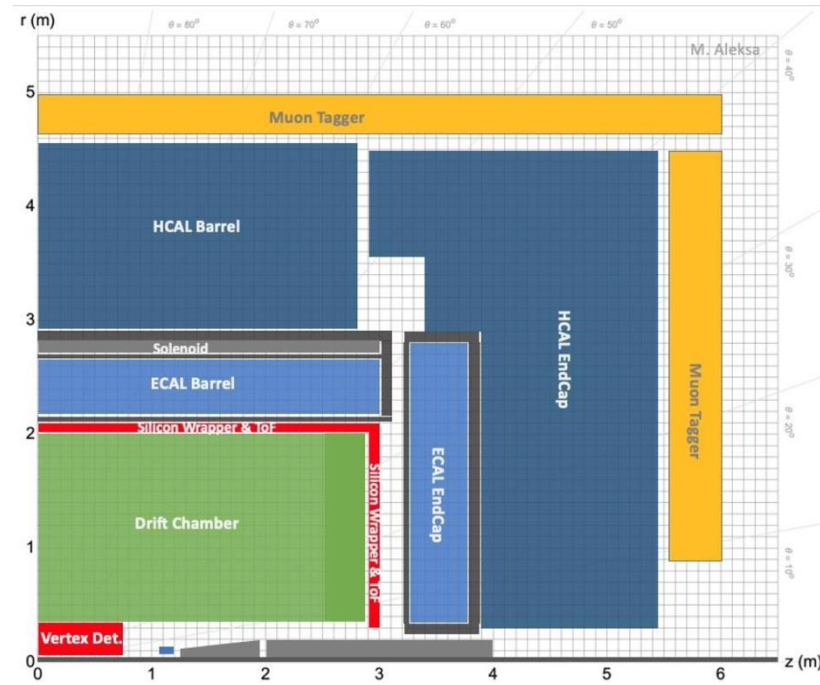 r (m)
θ = 80°
θ = 70°
θ = 60°
θ = 50°
M. Aleksa
θ = 40°
5
Muon Tagger
4
HCAL Barrel
θ = 30°
3
Solenoid
HCAL EndCap
ECAL Barrel
Muon Tagger
2
Silicon Wrapper & ToF
θ = 20°
Silicon Wrapper & ToF
ECAL EndCap
Drift Chamber
1
θ = 10°
Vertex Det.
0
0 1 2 3 4 5 6 z (m)